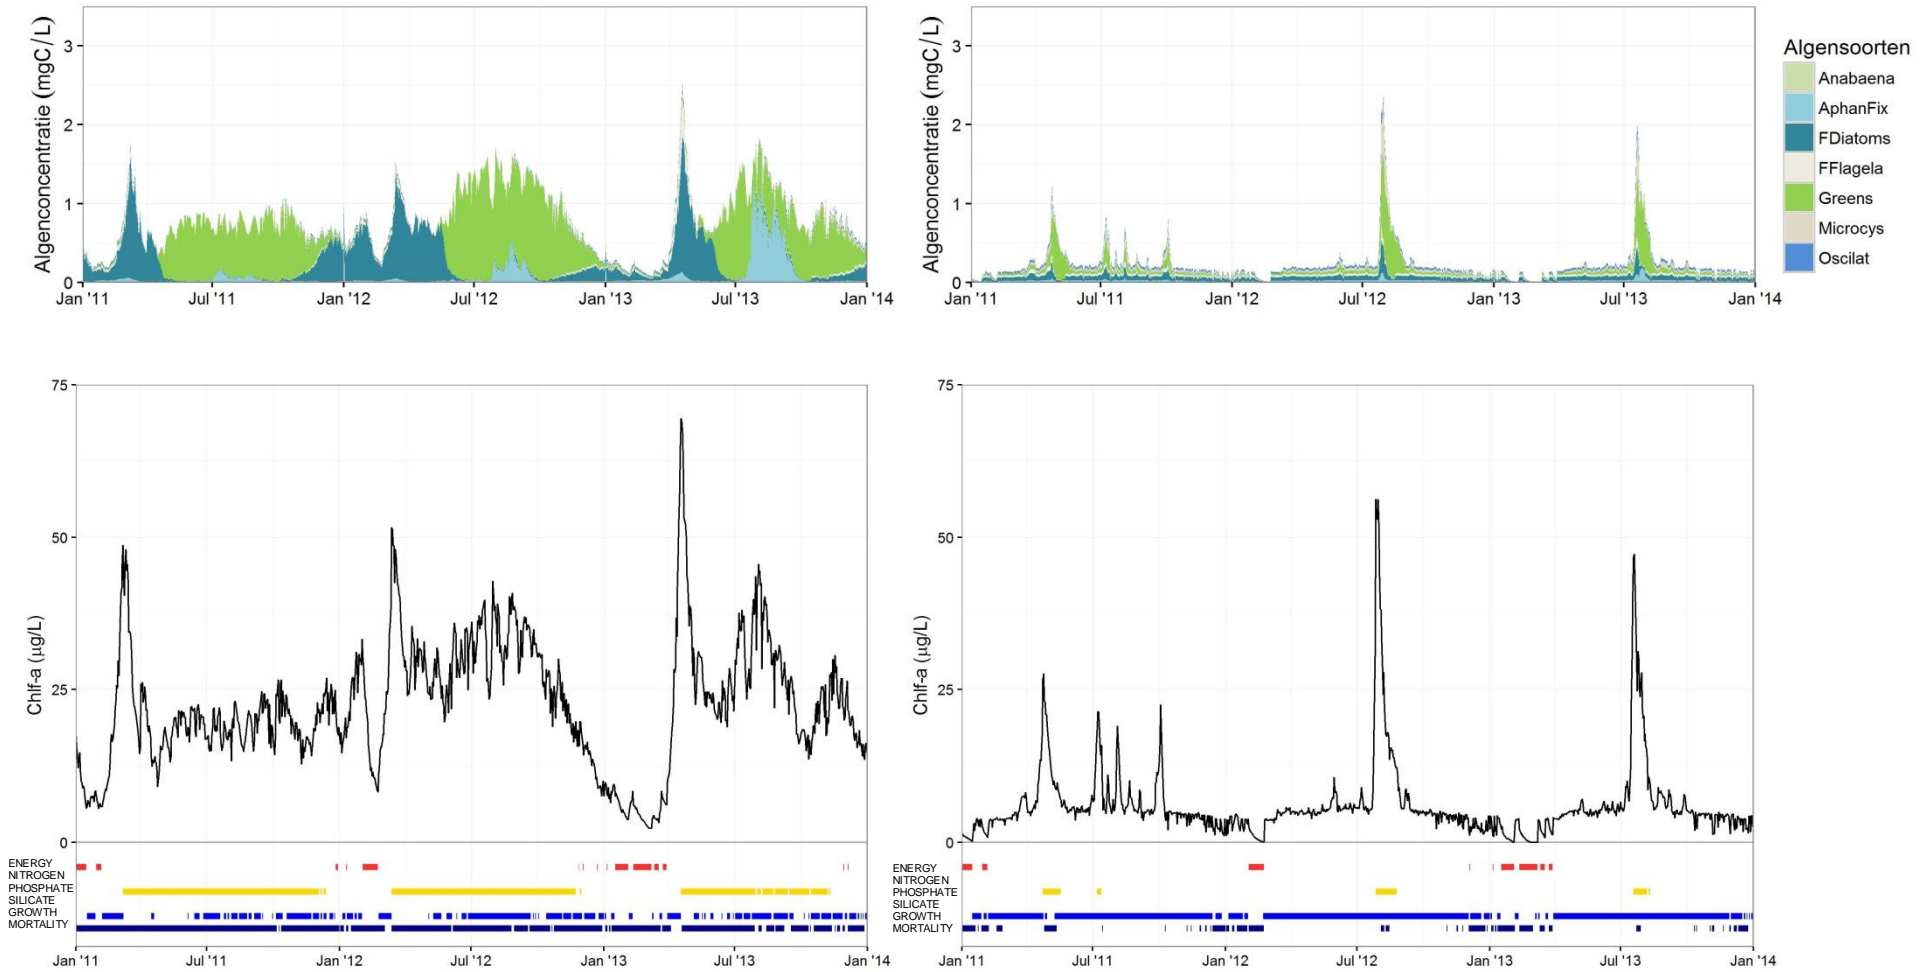 Algenconcentratie (mgC/L)
3
2
1
0
Jan '11
Jul '11
Jan '12
Jul '12
Jan '13
Jul '13
Jan '14
Algenconcentratie (mgC/L)
3
2
1
0
Jan '11
Jul '11
Jan '12
Jul '12
Jan '13
Jul '13
Jan '14
Algensoorten
Anabaena
AphanFix
FDiatoms
FFlagela
Greens
Microcys
Oscilat
Chlf-a (µg/L)
75
50
25
0
ENERGY
NITROGEN
PHOSPHATE
SILICATE
GROWTH
MORTALITY
Jan '11
Jul '11
Jan '12
Jul '12
Jan '13
Jul '13
Jan '14
Chlf-a (µg/L)
75
50
25
0
ENERGY
NITROGEN
PHOSPHATE
SILICATE
GROWTH
MORTALITY
Jan '11
Jul '11
Jan '12
Jul '12
Jan '13
Jul '13
Jan '14